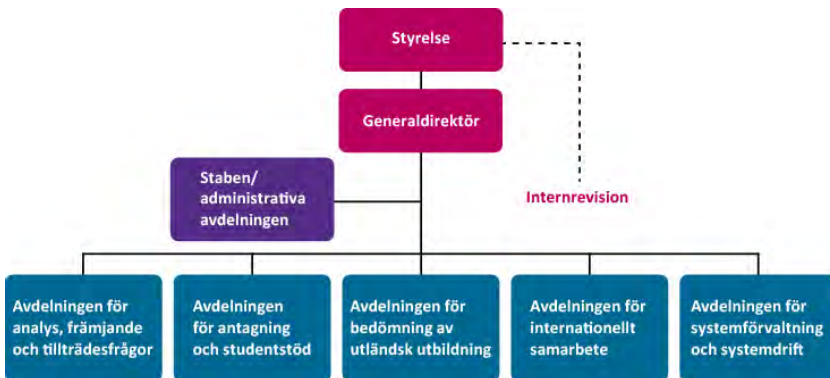 Styrelse
Generaldirektör
Staben/
administrativa
avdelningen
Internrevision
Avdelningen för
analys, främjande
och tillträdesfrågor
Avdelningen
för antagning
och studentstöd
Avdelningen för
bedömning av
utländsk utbildning
Avdelningen för
internationellt
samarbete
Avdelningen för
systemförvaltning
och systemdrift